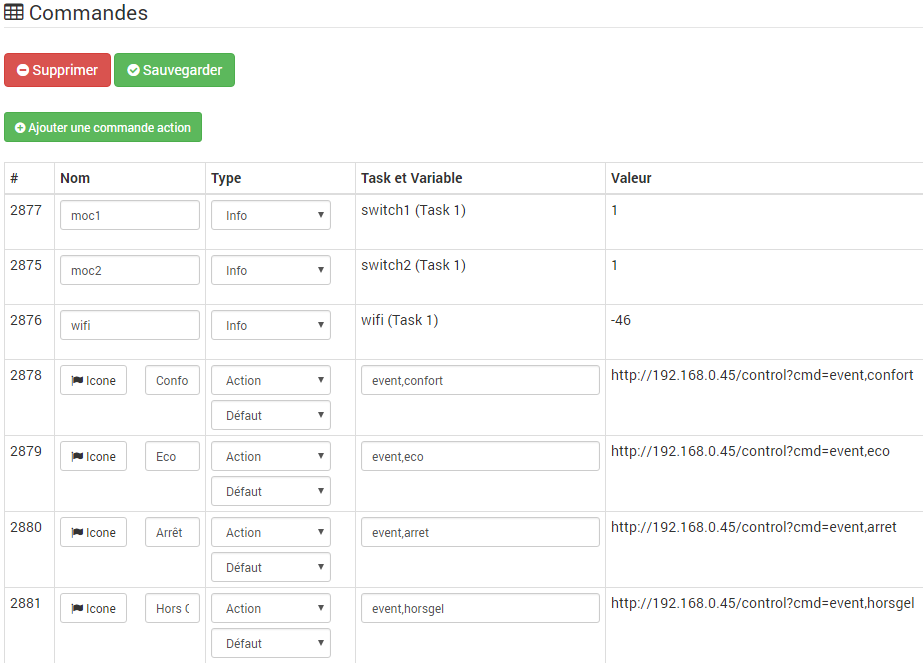 Commandes
Supprimer Sauvegarder
Ajouter une commande action
# Nom Type Task et Variable Valeur
2877 moc1 Info switch1 (Task 1) 1
2875 moc2 Info switch2 (Task 1) 1
2876 wifi Info wifi (Task 1) -46
2878 Icone Confo Action event,confort http://192.168.0.45/control?cmd=event,confort
Défaut
2879 Icone Eco Action event,eco http://192.168.0.45/control?cmd=event,eco
Défaut
2880 Icone Arrêt Action event,arret http://192.168.0.45/control?cmd=event,arret
Défaut
2881 Icone Hors Action event,horsgel http://192.168.0.45/control?cmd=event,horsgel
Défaut